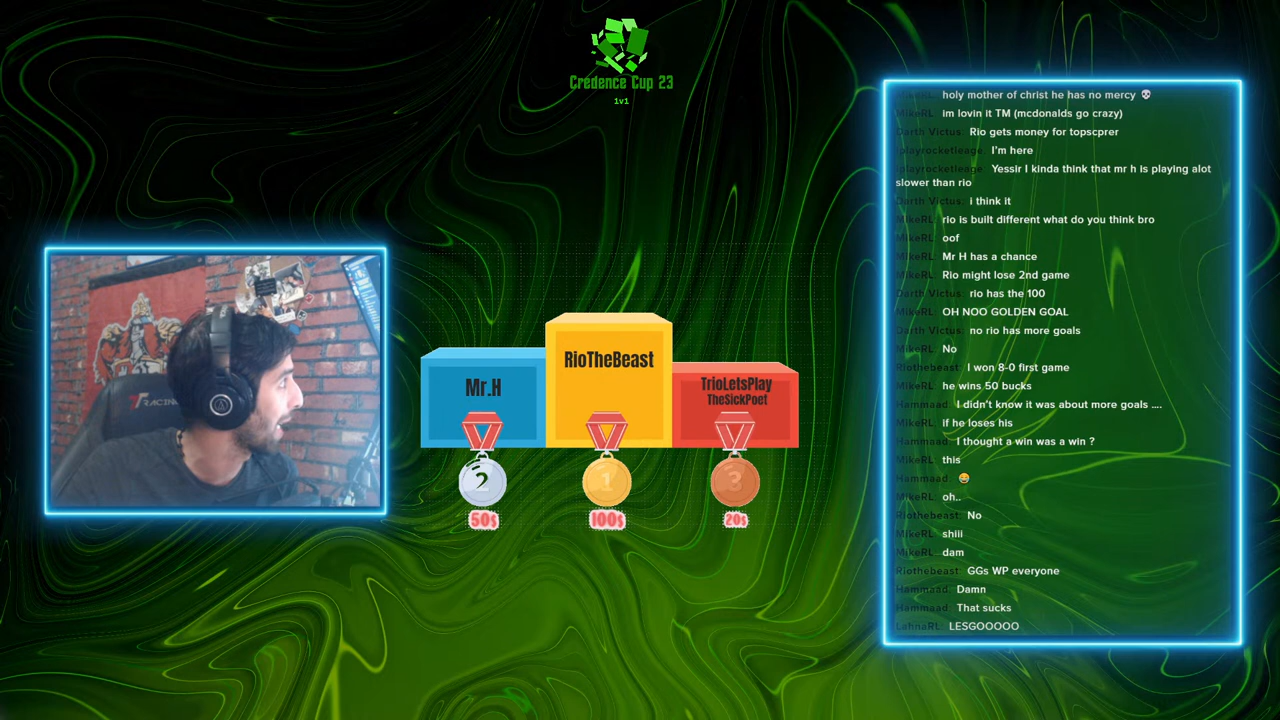 Credence Cup 23
1v1
MikeRL: holy mother of christ he has no mercy 💀
MikeRL: im lovin it TM (mcdonalds go crazy)
Darth Victus: Rio gets money for topscprer
iplayrocketleage: I'm here
iplayrocketleage: Yessir I kinda think that mr h is playing alot
slower than rio
Darth Victus: i think it
MikeRL: rio is built different what do you think bro
MikeRL: oof
MikeRL: Mr H has a chance
MikeRL: Rio might lose 2nd game
Darth Victus: rio has the 100
MikeRL: OH NOO GOLDEN GOAL
Darth Victus: no rio has more goals
MikeRL: No
Riothebeast: I won 8-0 first game
MikeRL: he wins 50 bucks
Hammaad: I didn't know it was about more goals ....
MikeRL: if he loses his
Hammaad: I thought a win was a win ?
MikeRL: this
Hammaad: 😂
MikeRL: oh..
Riothebeast: No
MikeRL: shiii
MikeRL: dam
Riothebeast: GGs WP everyone
Hammaad: Damn
Hammaad: That sucks
LahnaRL: LESGOOOOO
RioTheBeast
Mr.H
TrioLetsPlay
TheSickPoet
2
1
3
50$
100$
20$